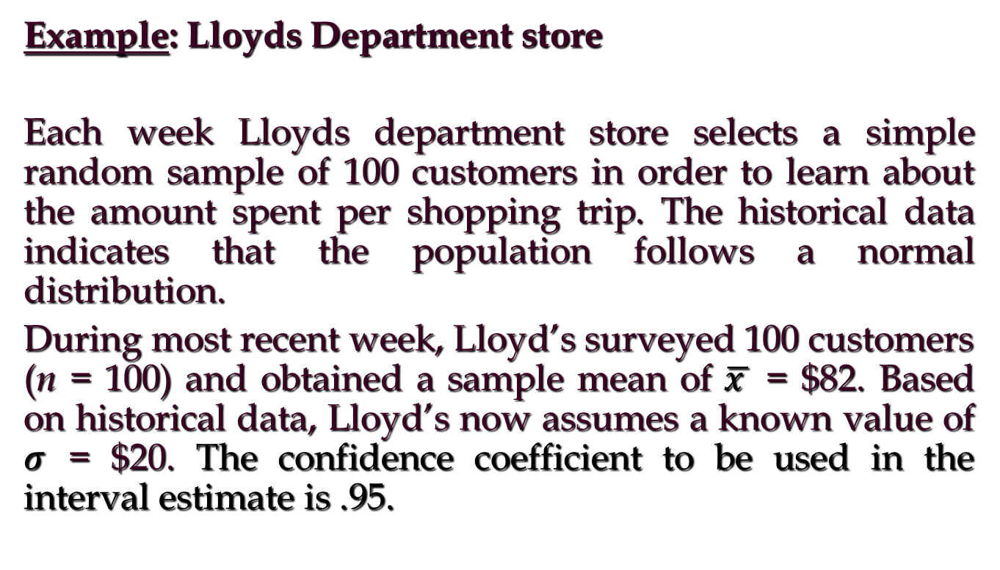 Example: Lloyds Department store
Each week Lloyds department store selects a simple
random sample of 100 customers in order to learn about
the amount spent per shopping trip. The historical data
indicates that the population follows a normal
distribution.
During most recent week, Lloyd’s surveyed 100 customers
(n = 100) and obtained a sample mean of x̅ = $82. Based
on historical data, Lloyd’s now assumes a known value of
σ = $20. The confidence coefficient to be used in the
interval estimate is .95.